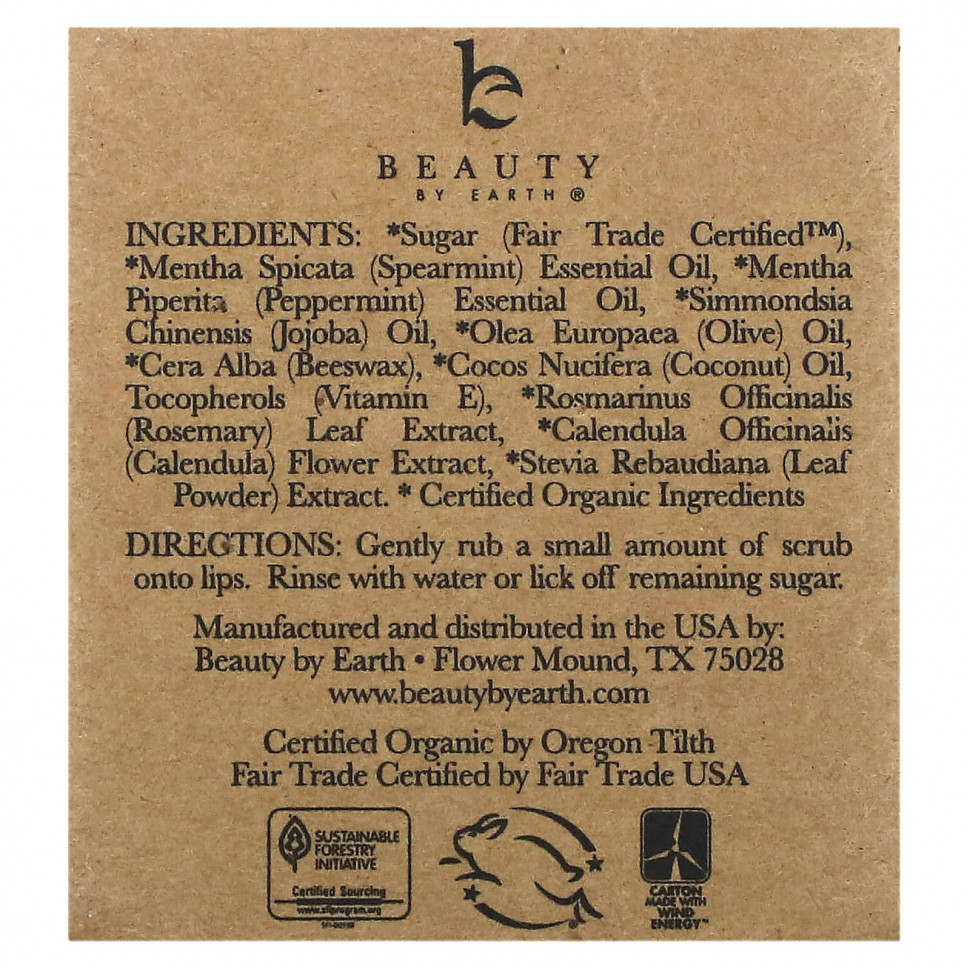 BEAUTY
BY EARTH®
INGREDIENTS: *Sugar (Fair Trade Certified™),
*Mentha Spicata (Spearmint) Essential Oil, *Mentha
Piperita (Peppermint) Essential Oil, *Simmondsia
Chinensis (Jojoba) Oil, *Olea Europaea (Olive) Oil,
*Cera Alba (Beeswax), *Cocos Nucifera (Coconut) Oil,
Tocopherols (Vitamin E), *Rosmarinus Officinalis
(Rosemary) Leaf Extract, *Calendula Officinalis
(Calendula) Flower Extract, *Stevia Rebaudiana (Leaf
Powder) Extract. * Certified Organic Ingredients
DIRECTIONS: Gently rub a small amount of scrub
onto lips. Rinse with water or lick off remaining sugar.
Manufactured and distributed in the USA by:
Beauty by Earth • Flower Mound, TX 75028
www.beautybyearth.com
Certified Organic by Oregon Tilth
Fair Trade Certified by Fair Trade USA
SUSTAINABLE
FORESTRY
INITIATIVE
Certified Sourcing
www.sfiprogram.org
CARTON
MADE WITH
WIND
ENERGY™